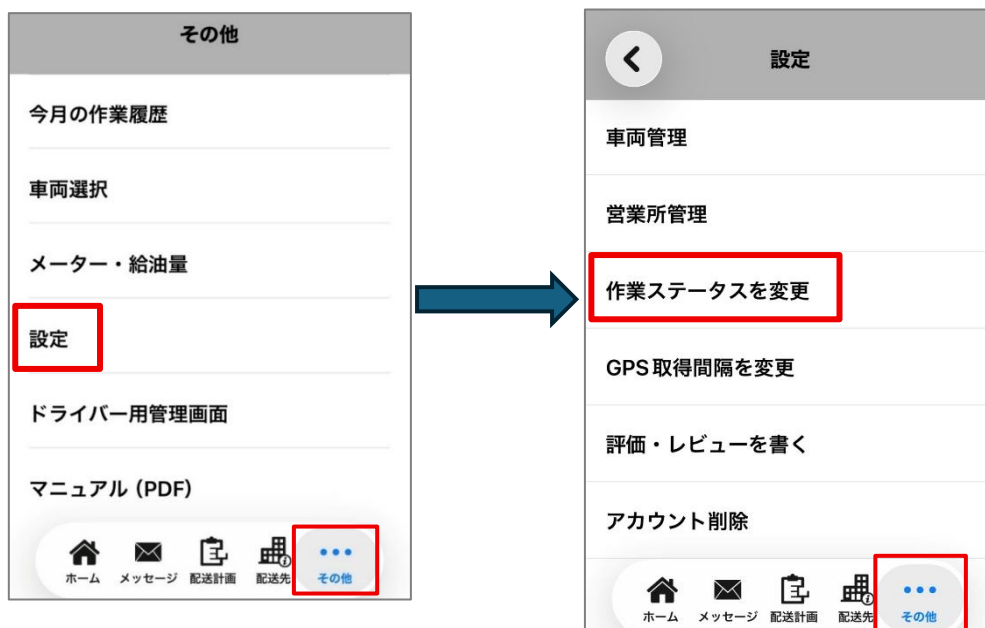 その他
今月の作業履歴
車両選択
メーター・給油量
設定
ドライバー用管理画面
マニュアル (PDF)
ホーム メッセージ 配送計画 配送先 その他
設定
車両管理
営業所管理
作業ステータスを変更
GPS取得間隔を変更
評価・レビューを書く
アカウント削除
ホーム メッセージ 配送計画 配送先 その他